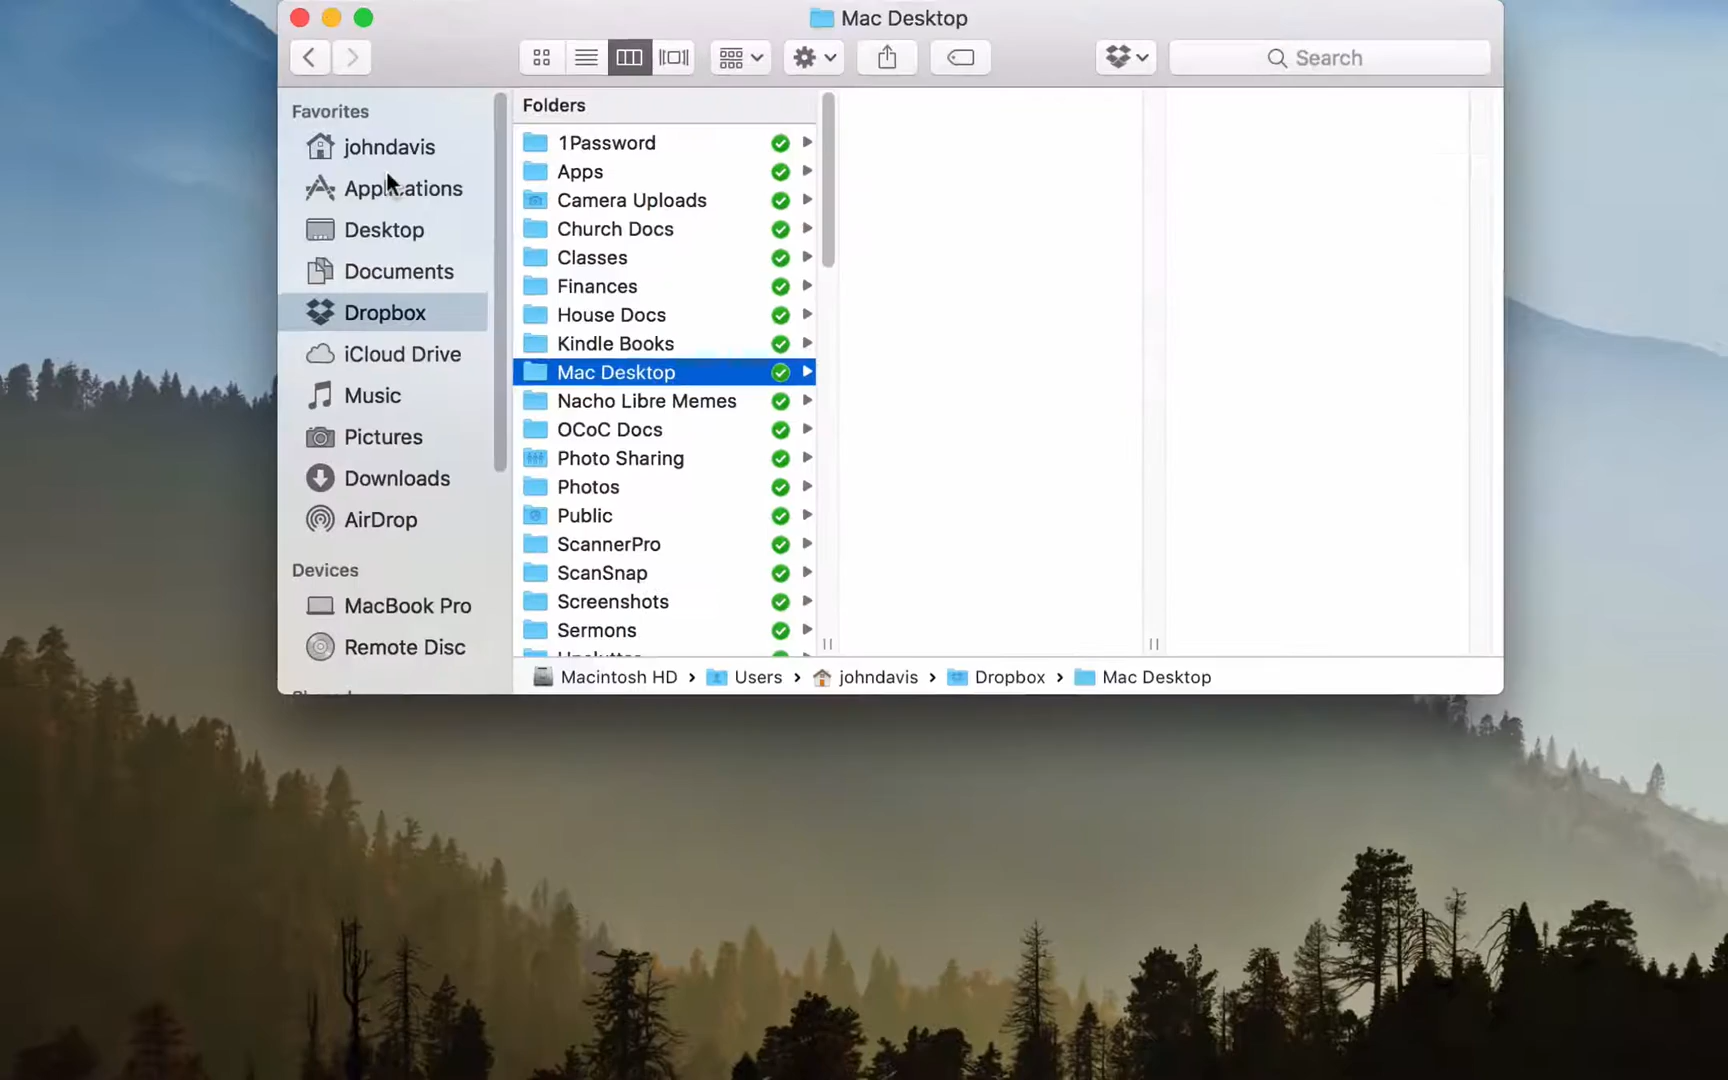 Mac Desktop
Search
Favorites
johndavis
Applications
Desktop
Documents
Dropbox
iCloud Drive
Music
Pictures
Downloads
AirDrop
Devices
MacBook Pro
Remote Disc
Folders
1Password
Apps
Camera Uploads
Church Docs
Classes
Finances
House Docs
Kindle Books
Mac Desktop
Nacho Libre Memes
OCoC Docs
Photo Sharing
Photos
Public
ScannerPro
ScanSnap
Screenshots
Sermons
Macintosh HD › Users › johndavis › Dropbox › Mac Desktop